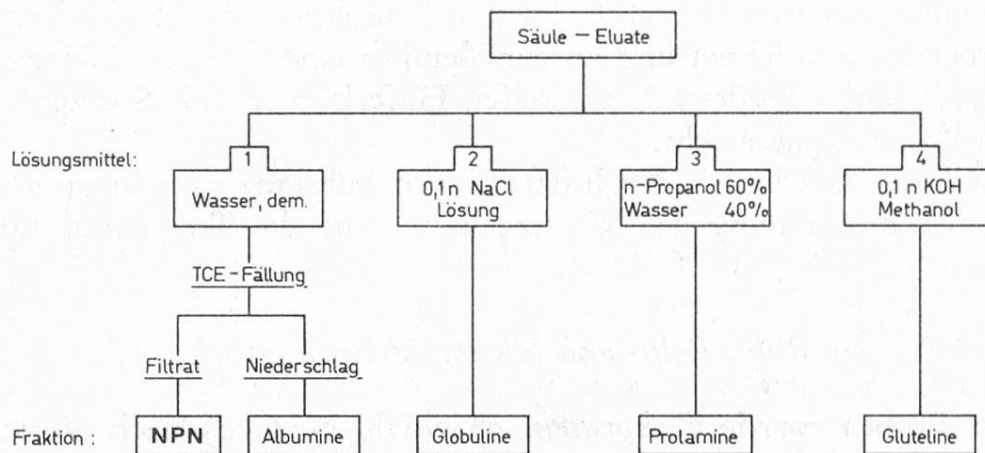 Säule – Eluate
Lösungsmittel:
1
Wasser, dem.
2
0,1 n NaCl
Lösung
3
n-Propanol 60%
Wasser 40%
4
0,1 n KOH
Methanol
TCE-Fällung
Filtrat
Niederschlag
Fraktion :
NPN
Albumine
Globuline
Prolamine
Gluteline